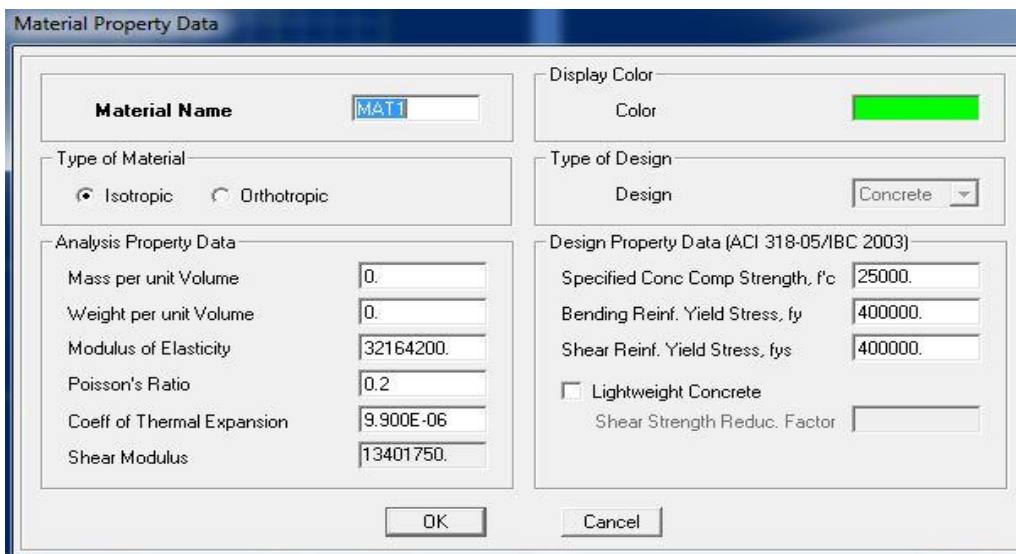 Material Property Data
Material Name MAT1
Display Color
Color
Type of Material
Isotropic Orthotropic
Type of Design
Design Concrete
Analysis Property Data
Mass per unit Volume 0.
Weight per unit Volume 0.
Modulus of Elasticity 32164200.
Poisson's Ratio 0.2
Coeff of Thermal Expansion 9.900E-06
Shear Modulus 13401750.
Design Property Data (ACI 318-05/IBC 2003)
Specified Conc Comp Strength, f'c 25000.
Bending Reinf. Yield Stress, fy 400000.
Shear Reinf. Yield Stress, fys 400000.
Lightweight Concrete
Shear Strength Reduc. Factor
OK Cancel